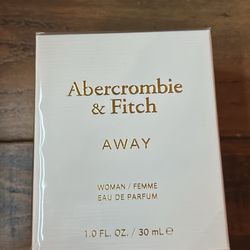 Abercrombie
& Fitch
AWAY
WOMAN / FEMME
EAU DE PARFUM
1.0 FL. OZ. / 30 mL ℮